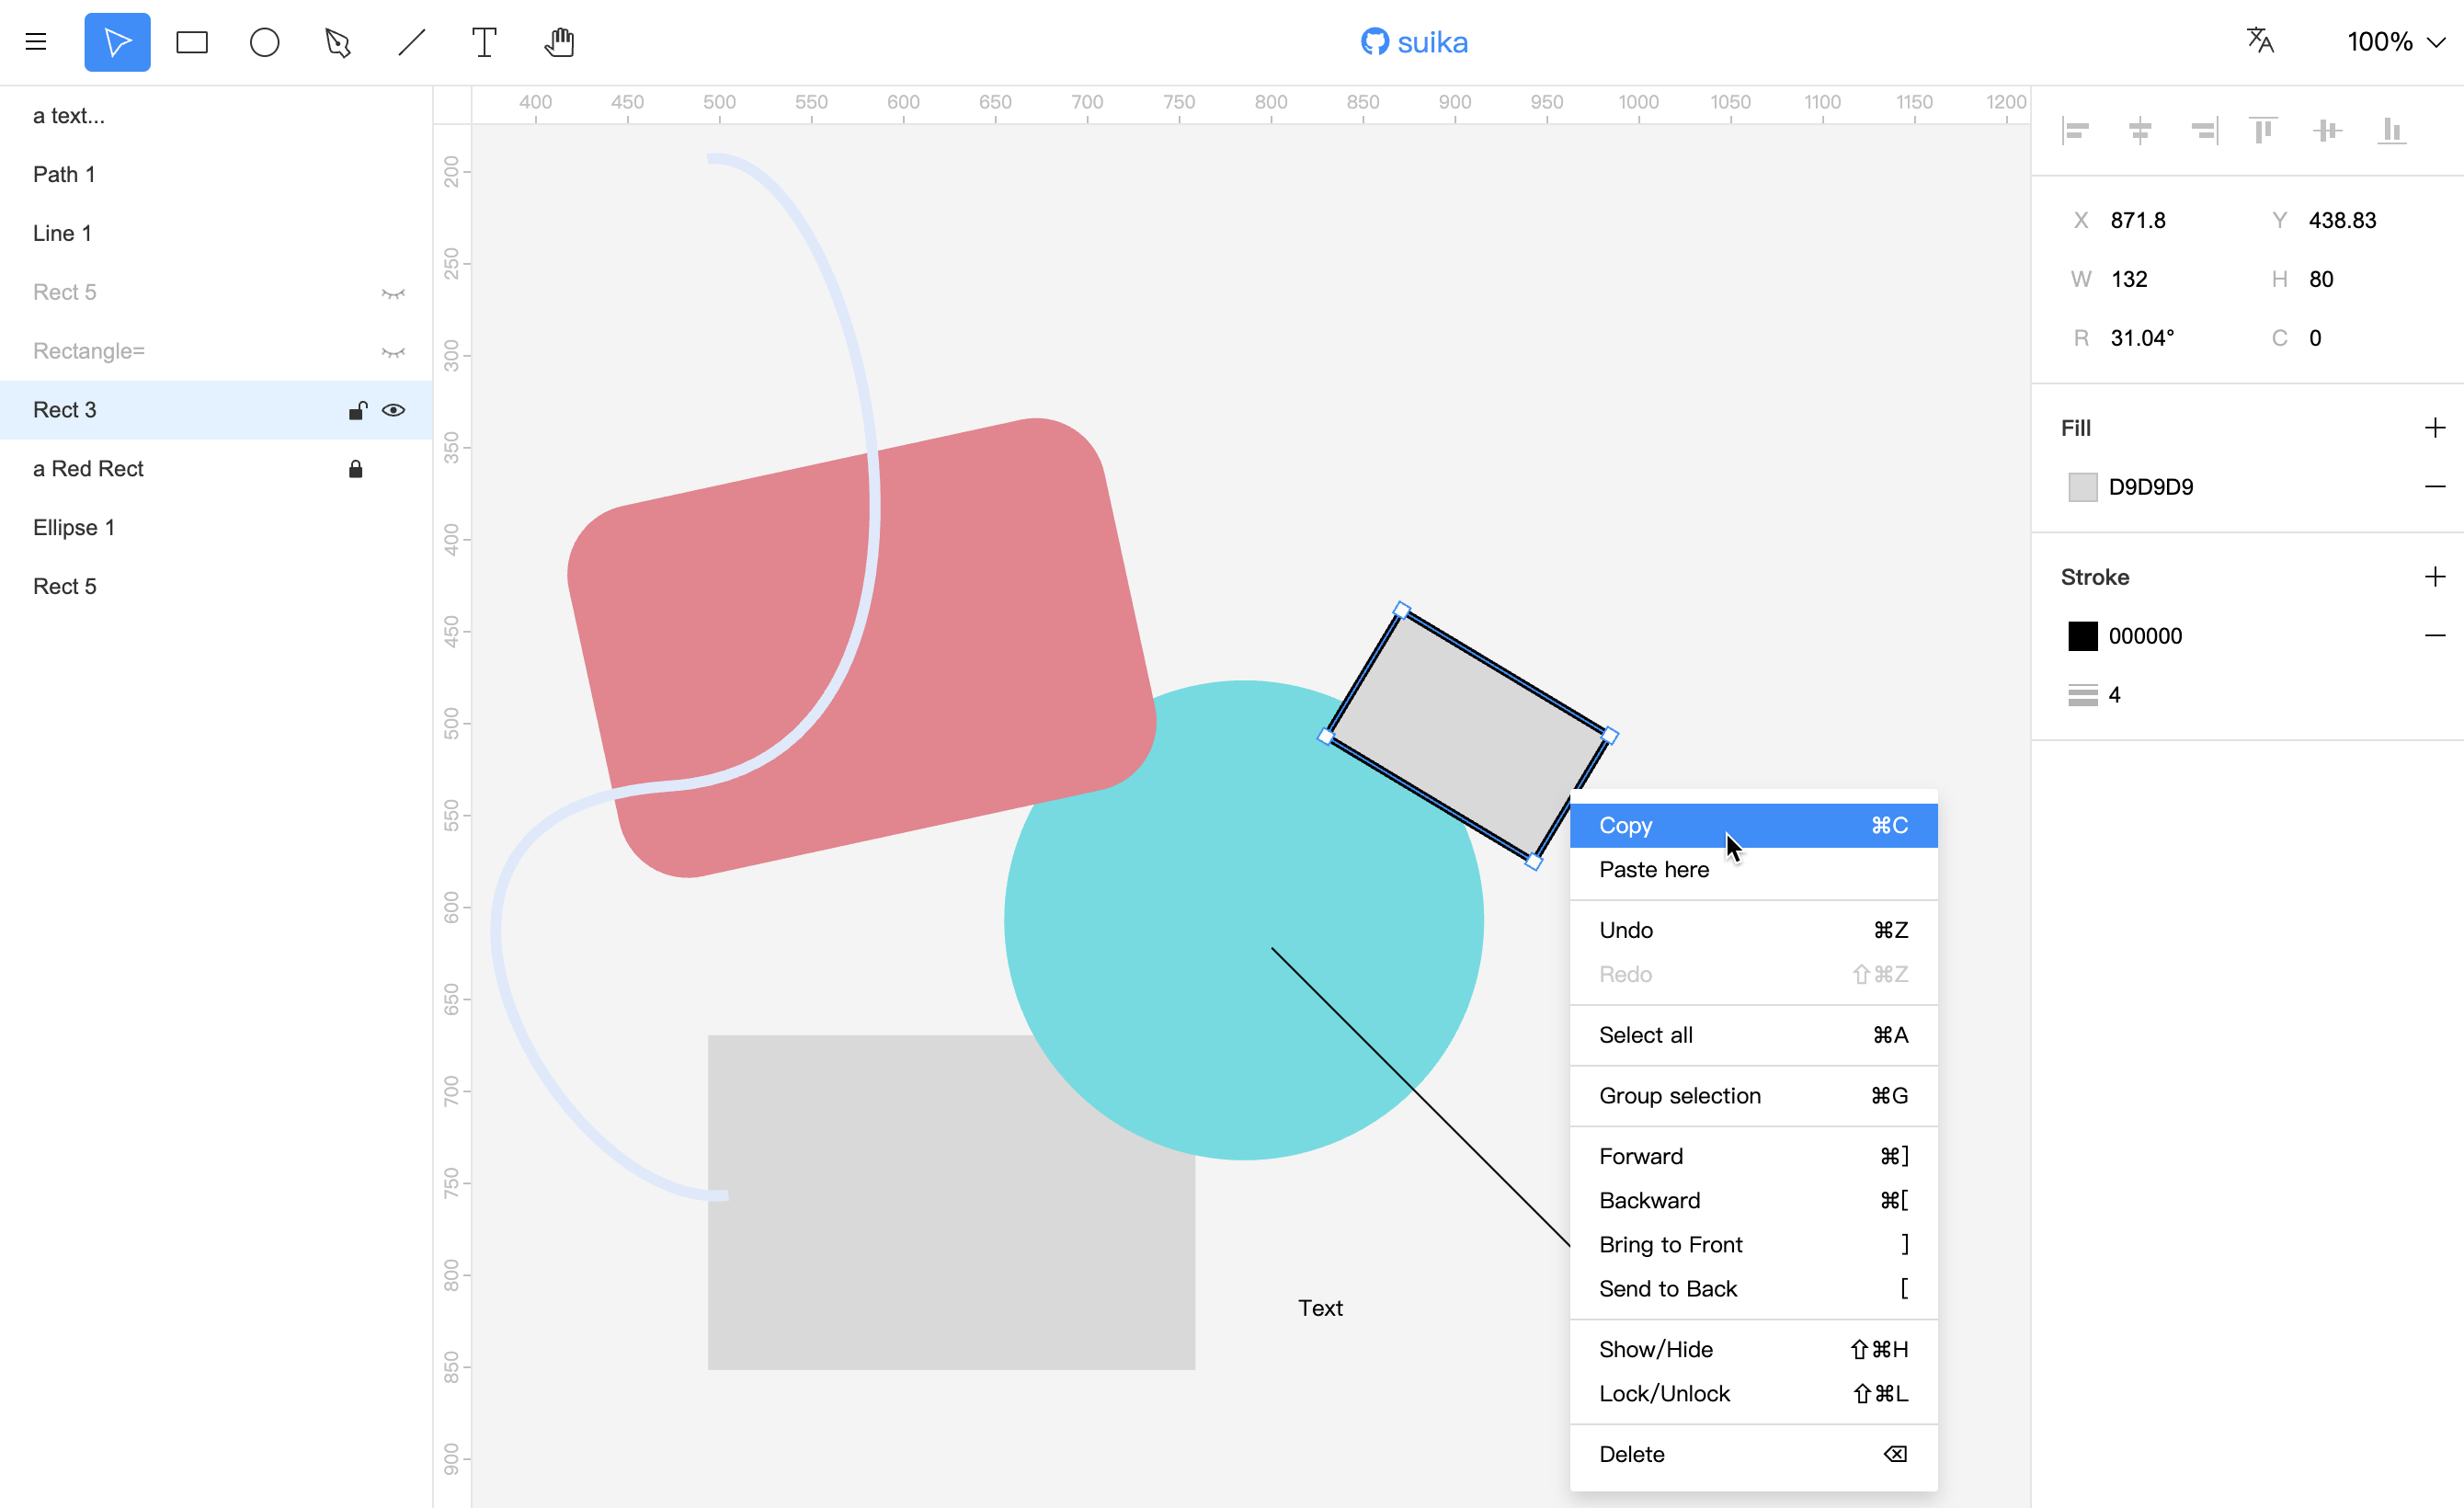 suika
100%
a text...
Path 1
Line 1
Rect 5
Rectangle=
Rect 3
a Red Rect
Ellipse 1
Rect 5
400 450 500 550 600 650 700 750 800 850 900 950 1000 1050 1100 1150 1200
200
250
300
350
400
450
500
550
600
650
700
750
800
850
900
Text
Copy ⌘C
Paste here
Undo ⌘Z
Redo ⇧⌘Z
Select all ⌘A
Group selection ⌘G
Forward ⌘]
Backward ⌘[
Bring to Front ]
Send to Back [
Show/Hide ⇧⌘H
Lock/Unlock ⇧⌘L
Delete ⌫
X 871.8 Y 438.83
W 132 H 80
R 31.04° C 0
Fill
D9D9D9
Stroke
000000
4